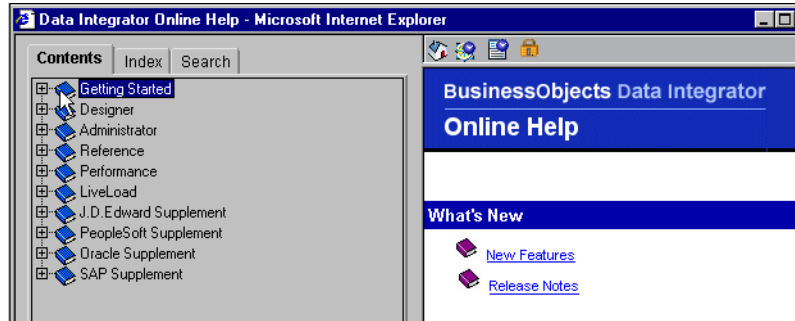 Data Integrator Online Help - Microsoft Internet Explorer
Contents Index Search
Getting Started
Designer
Administrator
Reference
Performance
LiveLoad
J.D.Edward Supplement
PeopleSoft Supplement
Oracle Supplement
SAP Supplement
BusinessObjects Data Integrator
Online Help
What's New
New Features
Release Notes